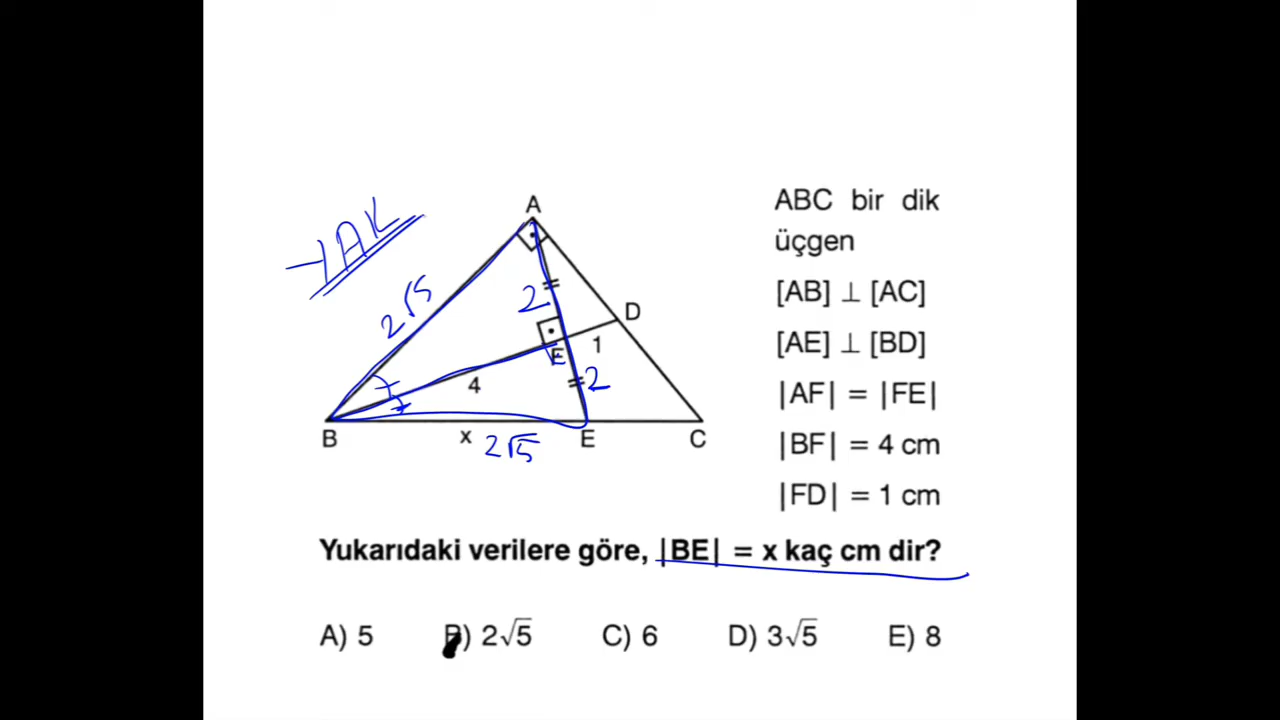 A
YAK
ABC bir dik
üçgen
[AB] ⊥ [AC]
[AE] ⊥ [BD]
|AF| = |FE|
|BF| = 4 cm
|FD| = 1 cm
2√5
2
D
1
4
2
B
x
2√5
E
C
Yukarıdaki verilere göre, |BE| = x kaç cm dir?
A) 5 B) 2√5 C) 6 D) 3√5 E) 8